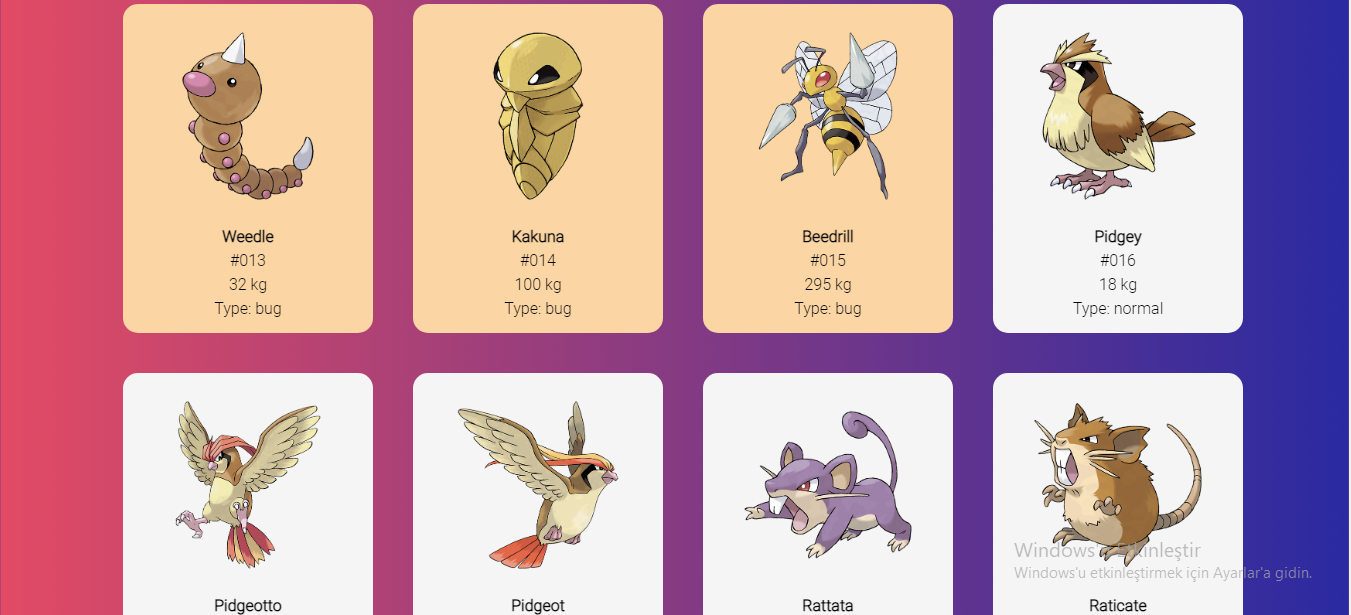 Weedle
#013
32 kg
Type: bug
Kakuna
#014
100 kg
Type: bug
Beedrill
#015
295 kg
Type: bug
Pidgey
#016
18 kg
Type: normal
Pidgeotto
Pidgeot
Rattata
Raticate
Windows'u Etkinleştir
Windows'u etkinleştirmek için Ayarlar'a gidin.